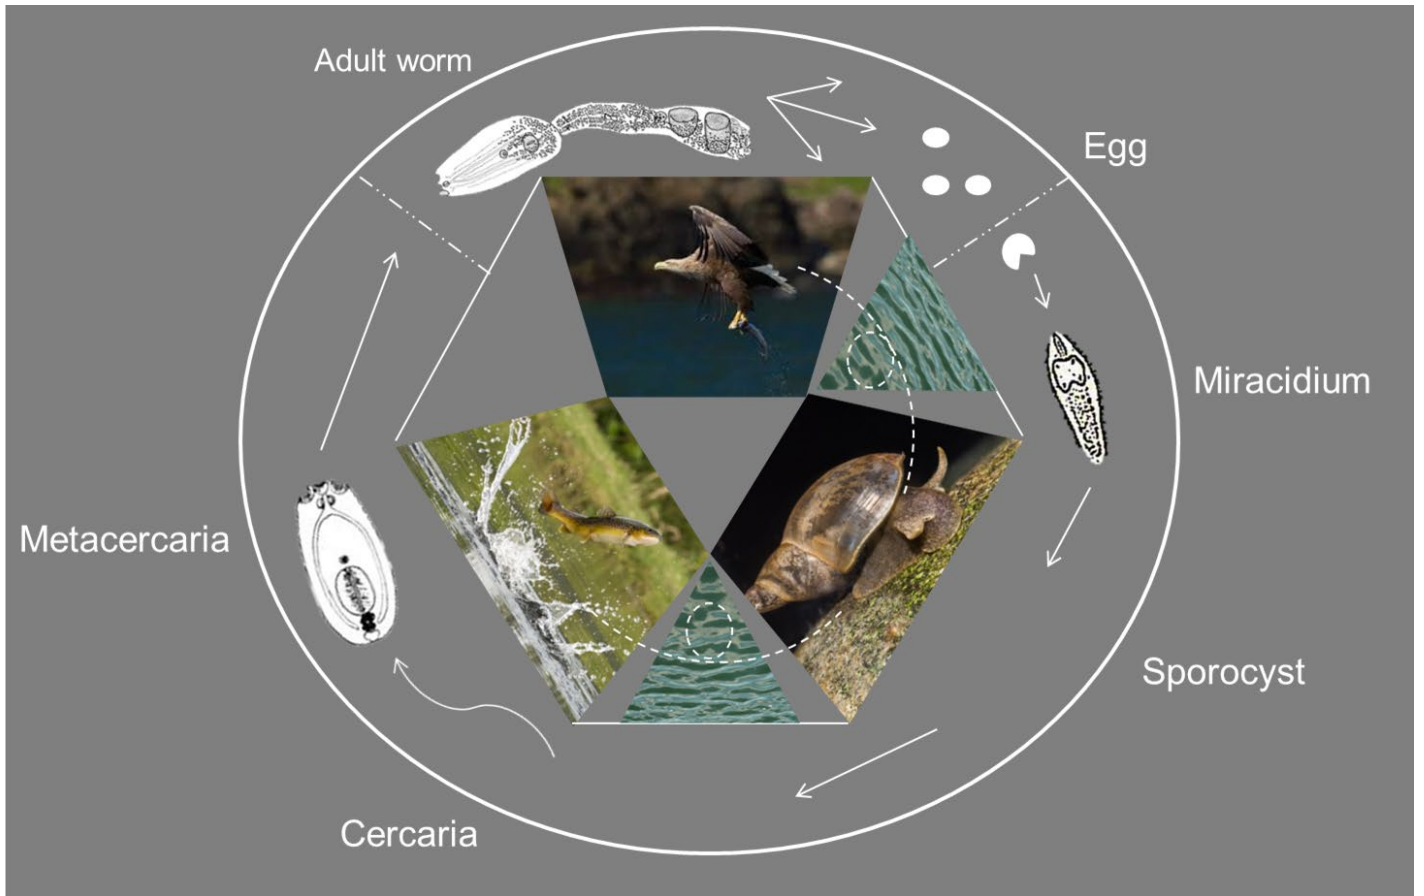 Adult worm
Egg
Miracidium
Sporocyst
Cercaria
Metacercaria